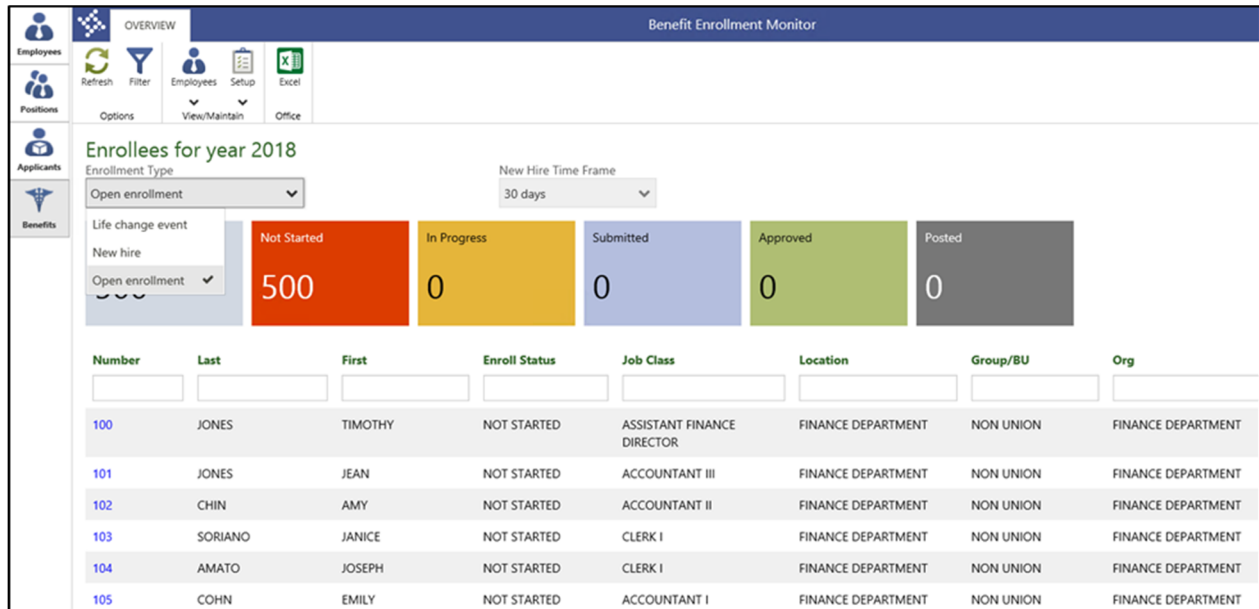 OVERVIEW
Benefit Enrollment Monitor
Employees
Positions
Applicants
Benefits
Refresh Filter Employees Setup Excel
Options View/Maintain Office
Enrollees for year 2018
Enrollment Type New Hire Time Frame
Open enrollment 30 days
Life change event
New hire
Open enrollment
Not Started In Progress Submitted Approved Posted
500 0 0 0 0
Number Last First Enroll Status Job Class Location Group/BU Org
100 JONES TIMOTHY NOT STARTED ASSISTANT FINANCE FINANCE DEPARTMENT NON UNION FINANCE DEPARTMENT
DIRECTOR
101 JONES JEAN NOT STARTED ACCOUNTANT III FINANCE DEPARTMENT NON UNION FINANCE DEPARTMENT
102 CHIN AMY NOT STARTED ACCOUNTANT II FINANCE DEPARTMENT NON UNION FINANCE DEPARTMENT
103 SORIANO JANICE NOT STARTED CLERK I FINANCE DEPARTMENT NON UNION FINANCE DEPARTMENT
104 AMATO JOSEPH NOT STARTED CLERK I FINANCE DEPARTMENT NON UNION FINANCE DEPARTMENT
105 COHN EMILY NOT STARTED ACCOUNTANT I FINANCE DEPARTMENT NON UNION FINANCE DEPARTMENT